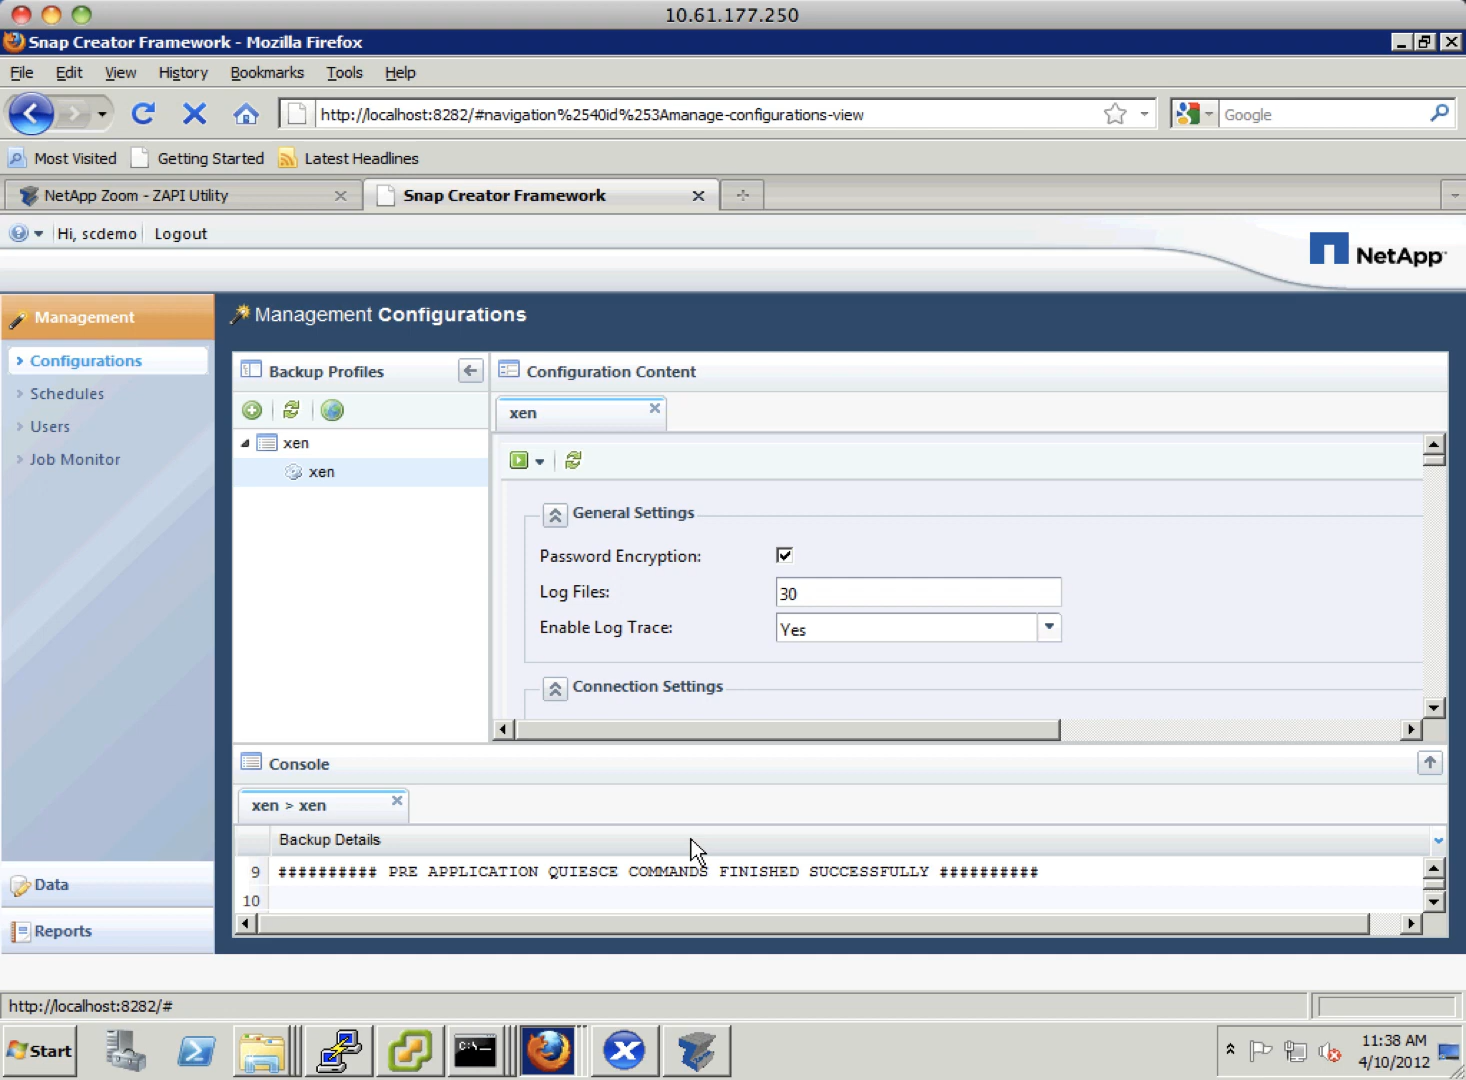 10.61.177.250
Snap Creator Framework - Mozilla Firefox
File Edit View History Bookmarks Tools Help
http://localhost:8282/#navigation%2540id%253Amanage-configurations-view
Google
Most Visited Getting Started Latest Headlines
NetApp Zoom - ZAPI Utility
Snap Creator Framework
Hi, scdemo Logout
NetApp
Management
Management Configurations
Configurations
Schedules
Users
Job Monitor
Backup Profiles
xen
xen
Configuration Content
xen
General Settings
Password Encryption:
Log Files: 30
Enable Log Trace: Yes
Connection Settings
Console
xen > xen
Backup Details
9 ########## PRE APPLICATION QUIESCE COMMANDS FINISHED SUCCESSFULLY ##########
10
Data
Reports
http://localhost:8282/#
Start
C:\_
11:38 AM
4/10/2012